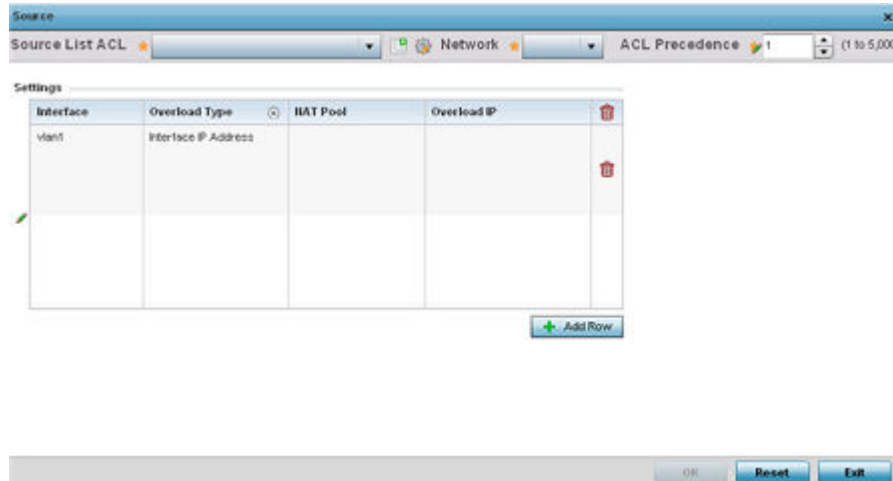 Source
Source List ACL Network ACL Precedence 1 (1 to 5,000
Settings
Interface Overload Type NAT Pool Overload IP
vlan1 Interface IP Address
Add Row
OK Reset Exit